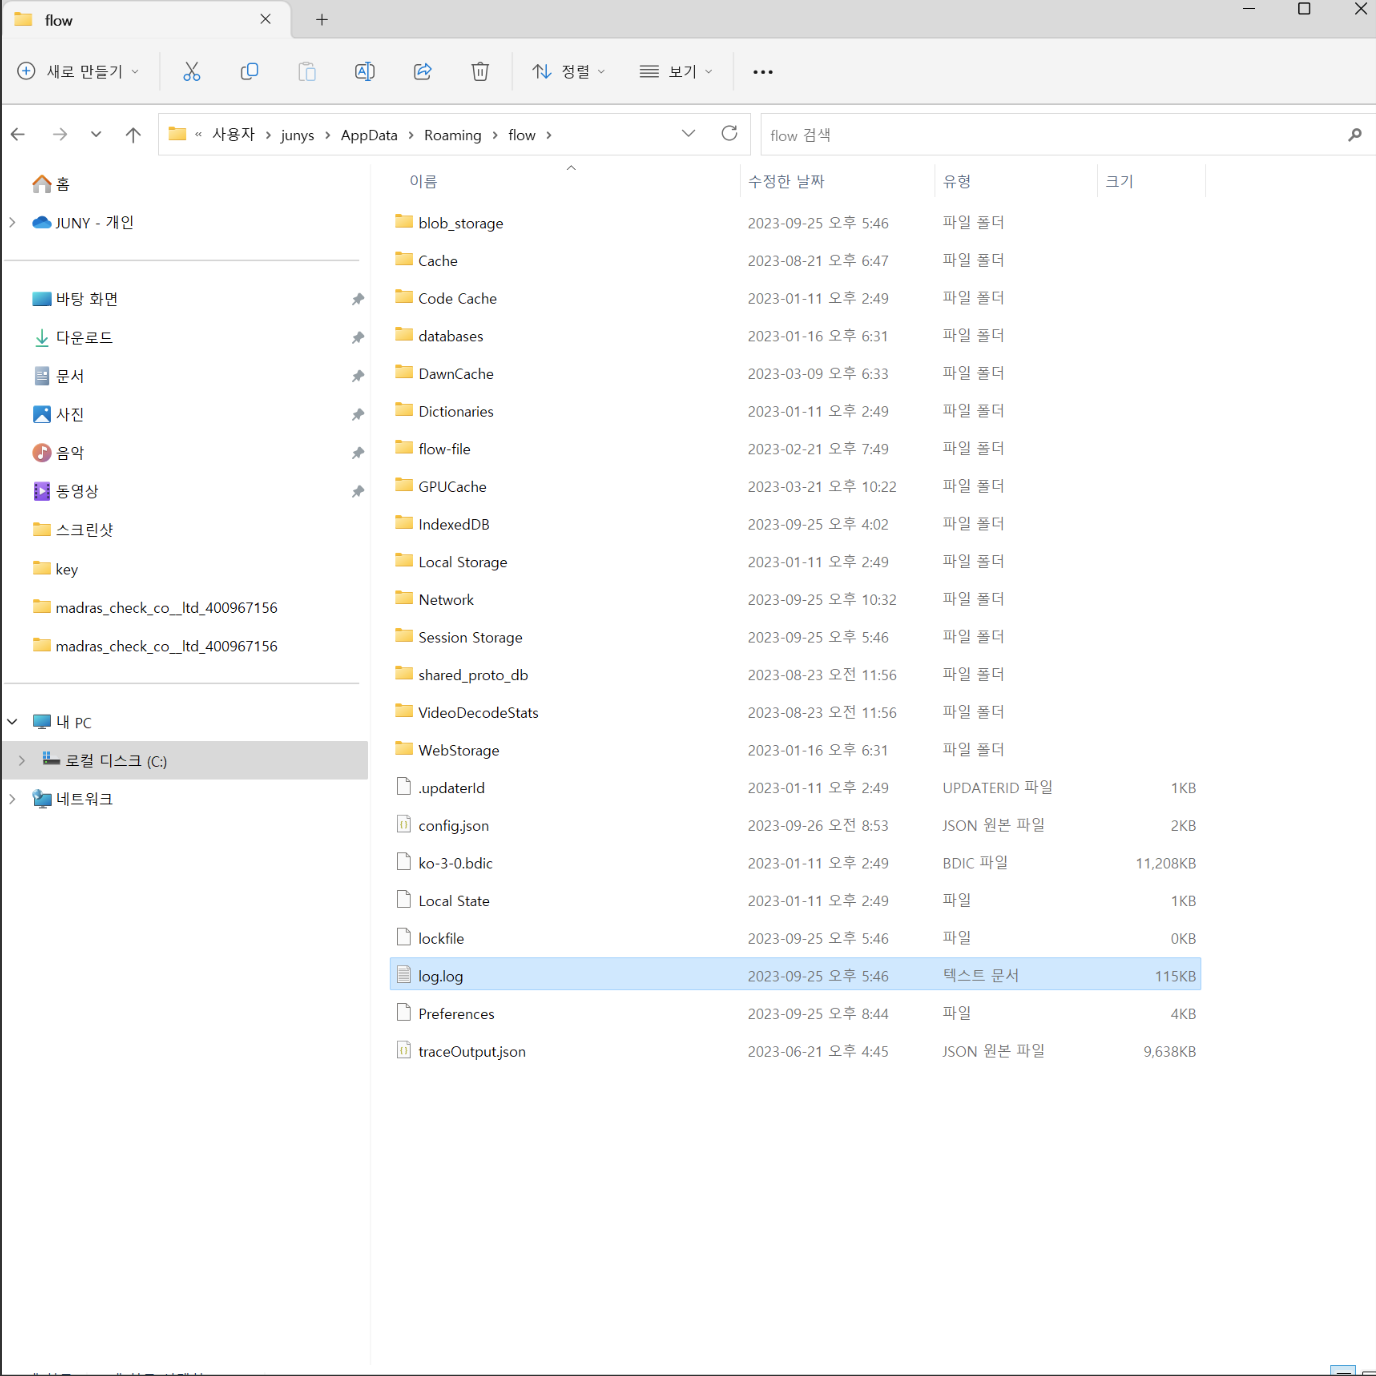 flow
새로 만들기
정렬
보기
« 사용자 › junys › AppData › Roaming › flow ›
flow 검색
홈
JUNY - 개인
바탕 화면
다운로드
문서
사진
음악
동영상
스크린샷
key
madras_check_co__ltd_400967156
madras_check_co__ltd_400967156
내 PC
로컬 디스크 (C:)
네트워크
이름 수정한 날짜 유형 크기
blob_storage 2023-09-25 오후 5:46 파일 폴더
Cache 2023-08-21 오후 6:47 파일 폴더
Code Cache 2023-01-11 오후 2:49 파일 폴더
databases 2023-01-16 오후 6:31 파일 폴더
DawnCache 2023-03-09 오후 6:33 파일 폴더
Dictionaries 2023-01-11 오후 2:49 파일 폴더
flow-file 2023-02-21 오후 7:49 파일 폴더
GPUCache 2023-03-21 오후 10:22 파일 폴더
IndexedDB 2023-09-25 오후 4:02 파일 폴더
Local Storage 2023-01-11 오후 2:49 파일 폴더
Network 2023-09-25 오후 10:32 파일 폴더
Session Storage 2023-09-25 오후 5:46 파일 폴더
shared_proto_db 2023-08-23 오전 11:56 파일 폴더
VideoDecodeStats 2023-08-23 오전 11:56 파일 폴더
WebStorage 2023-01-16 오후 6:31 파일 폴더
.updaterId 2023-01-11 오후 2:49 UPDATERID 파일 1KB
config.json 2023-09-26 오전 8:53 JSON 원본 파일 2KB
ko-3-0.bdic 2023-01-11 오후 2:49 BDIC 파일 11,208KB
Local State 2023-01-11 오후 2:49 파일 1KB
lockfile 2023-09-25 오후 5:46 파일 0KB
log.log 2023-09-25 오후 5:46 텍스트 문서 115KB
Preferences 2023-09-25 오후 8:44 파일 4KB
traceOutput.json 2023-06-21 오후 4:45 JSON 원본 파일 9,638KB